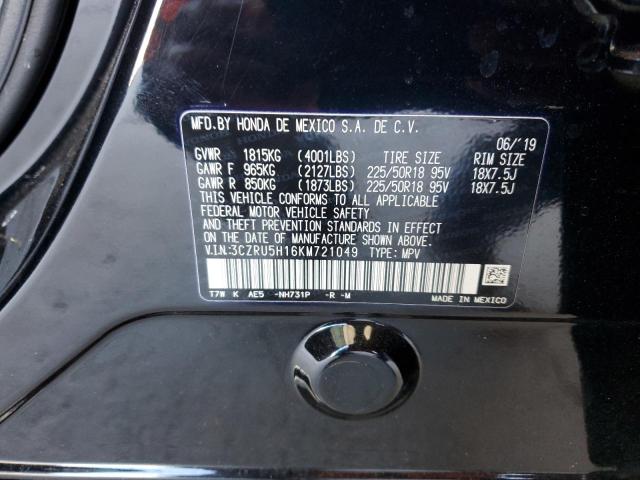 MFD.BY HONDA DE MEXICO S.A. DE C.V.
06/'19
GVWR 1815KG (4001LBS) TIRE SIZE RIM SIZE
GAWR F 965KG (2127LBS) 225/50R18 95V 18X7.5J
GAWR R 850KG (1873LBS) 225/50R18 95V 18X7.5J
THIS VEHICLE CONFORMS TO ALL APPLICABLE
FEDERAL MOTOR VEHICLE SAFETY
AND THEFT PREVENTION STANDARDS IN EFFECT
ON THE DATE OF MANUFACTURE SHOWN ABOVE.
V.I.N:3CZRU5H16KM721049 TYPE: MPV
T7W K AE5 -NH731P -R -M
MADE IN MEXICO